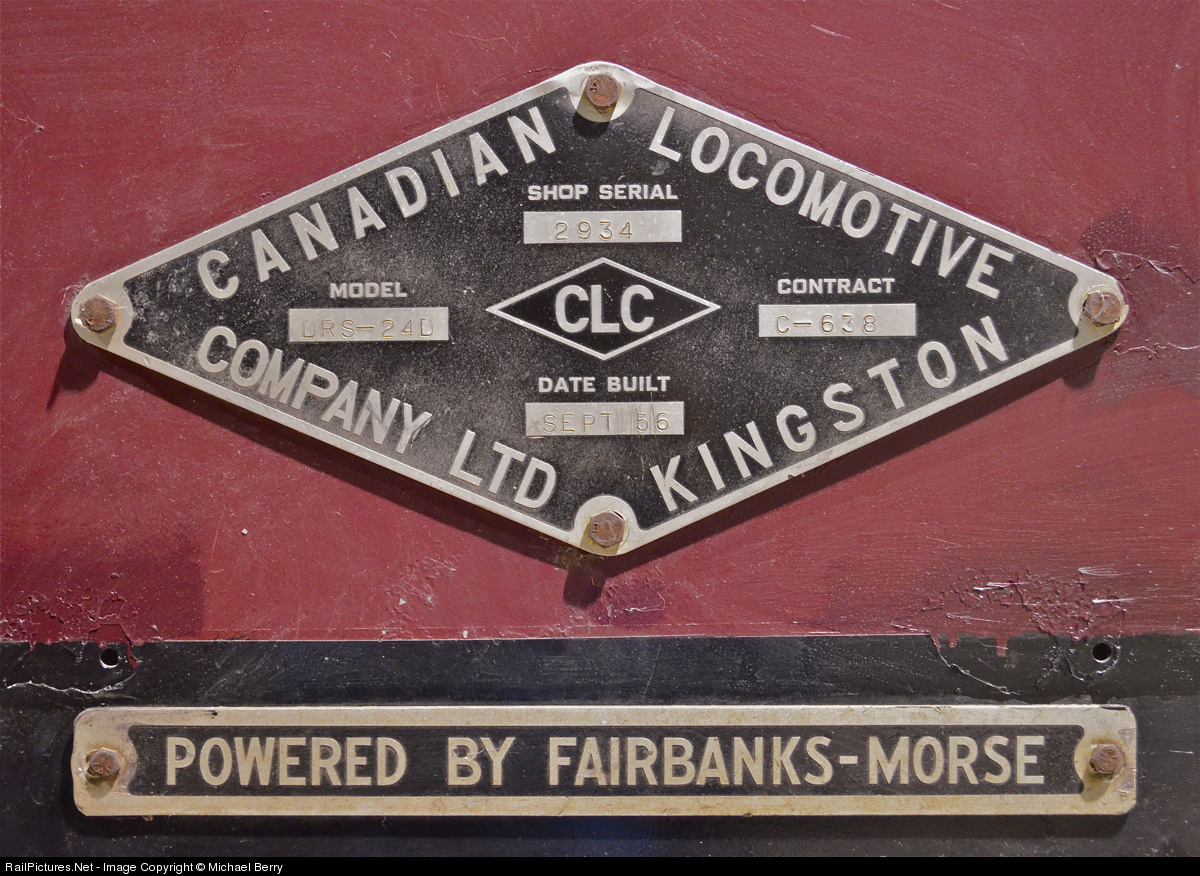 CANADIAN LOCOMOTIVE
COMPANY LTD KINGSTON
SHOP SERIAL
2934
MODEL
DRS-24D
CLC
CONTRACT
C-638
DATE BUILT
SEPT 56
POWERED BY FAIRBANKS-MORSE
RailPictures.Net - Image Copyright © Michael Berry